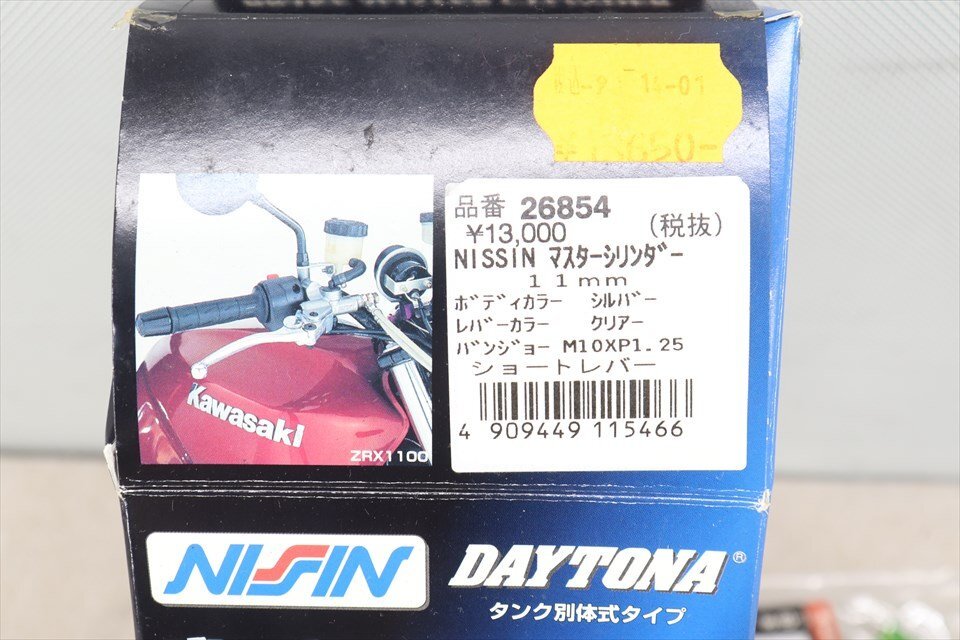 14-01
品番 26854
¥13,000 (税抜)
NISSIN マスターシリンダー
11mm
ボディカラー シルバー
レバーカラー クリアー
バンジョー M10XP1.25
ショートレバー
4 909449 115466
Kawasaki
ZRX1100
NISSIN
DAYTONA®
タンク別体式タイプ